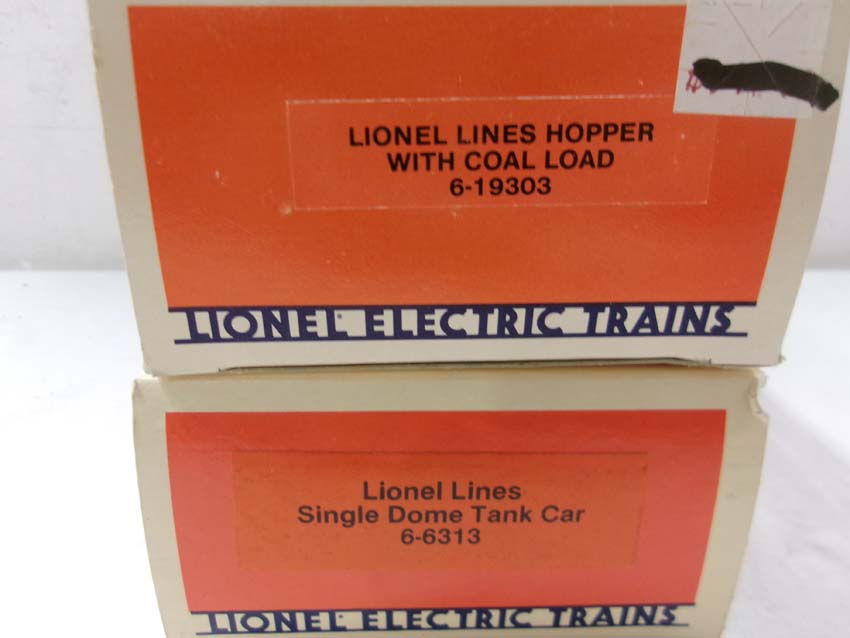 LIONEL LINES HOPPER
WITH COAL LOAD
6-19303
LIONEL ELECTRIC TRAINS
Lionel Lines
Single Dome Tank Car
6-6313
LIONEL ELECTRIC TRAINS